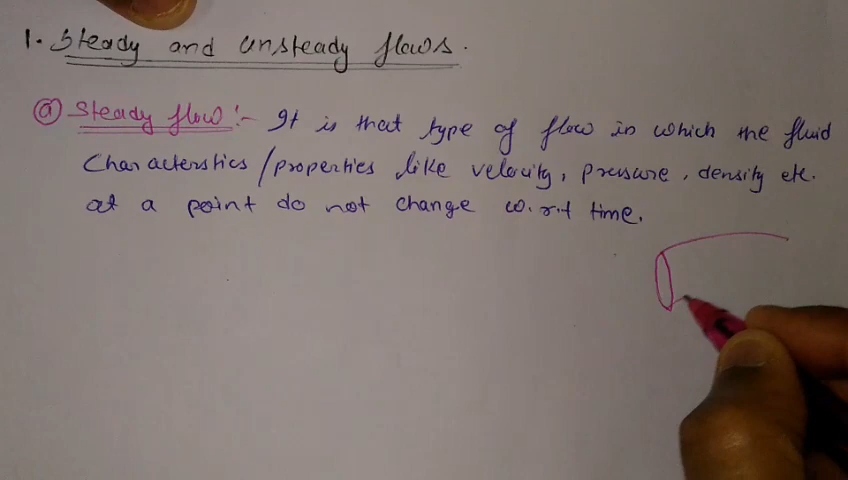 1. Steady and unsteady flows.
(a) Steady flow :- It is that type of flow in which the fluid
Characterstics/properties like velocity, pressure, density etc.
at a point do not change w.r.t time.